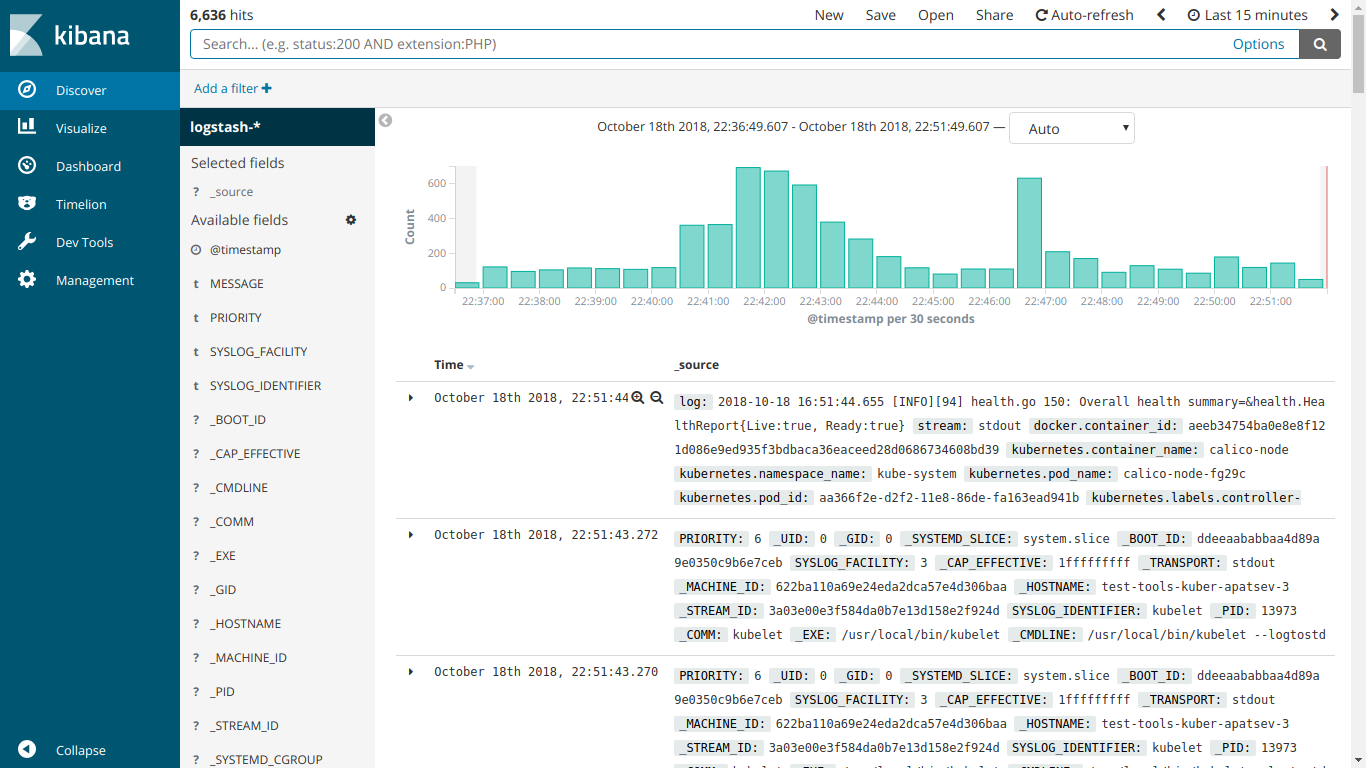 kibana
Discover
Visualize
Dashboard
Timelion
Dev Tools
Management
Collapse
6,636 hits
New Save Open Share Auto-refresh Last 15 minutes
Search... (e.g. status:200 AND extension:PHP) Options
Add a filter
logstash-*
Selected fields
? _source
Available fields
@timestamp
t MESSAGE
t PRIORITY
t SYSLOG_FACILITY
t SYSLOG_IDENTIFIER
? _BOOT_ID
? _CAP_EFFECTIVE
? _CMDLINE
? _COMM
? _EXE
? _GID
? _HOSTNAME
? _MACHINE_ID
? _PID
? _STREAM_ID
? _SYSTEMD_CGROUP
October 18th 2018, 22:36:49.607 - October 18th 2018, 22:51:49.607 — Auto
Count
600
400
200
0
22:37:00 22:38:00 22:39:00 22:40:00 22:41:00 22:42:00 22:43:00 22:44:00 22:45:00 22:46:00 22:47:00 22:48:00 22:49:00 22:50:00 22:51:00
@timestamp per 30 seconds
Time _source
October 18th 2018, 22:51:44 log: 2018-10-18 16:51:44.655 [INFO][94] health.go 150: Overall health summary=&health.Hea
lthReport{Live:true, Ready:true} stream: stdout docker.container_id: aeeb34754ba0e8e8f12
1d086e9ed935f3bdbaca36eaceed28d0686734608bd39 kubernetes.container_name: calico-node
kubernetes.namespace_name: kube-system kubernetes.pod_name: calico-node-fg29c
kubernetes.pod_id: aa366f2e-d2f2-11e8-86de-fa163ead941b kubernetes.labels.controller-
October 18th 2018, 22:51:43.272 PRIORITY: 6 _UID: 0 _GID: 0 _SYSTEMD_SLICE: system.slice _BOOT_ID: ddeeaababbaa4d89a
9e0350c9b6e7ceb SYSLOG_FACILITY: 3 _CAP_EFFECTIVE: 1fffffffff _TRANSPORT: stdout
_MACHINE_ID: 622ba110a69e24eda2dca57e4d306baa _HOSTNAME: test-tools-kuber-apatsev-3
_STREAM_ID: 3a03e00e3f584da0b7e13d158e2f924d SYSLOG_IDENTIFIER: kubelet _PID: 13973
_COMM: kubelet _EXE: /usr/local/bin/kubelet _CMDLINE: /usr/local/bin/kubelet --logtostd
October 18th 2018, 22:51:43.270 PRIORITY: 6 _UID: 0 _GID: 0 _SYSTEMD_SLICE: system.slice _BOOT_ID: ddeeaababbaa4d89a
9e0350c9b6e7ceb SYSLOG_FACILITY: 3 _CAP_EFFECTIVE: 1fffffffff _TRANSPORT: stdout
_MACHINE_ID: 622ba110a69e24eda2dca57e4d306baa _HOSTNAME: test-tools-kuber-apatsev-3
_STREAM_ID: 3a03e00e3f584da0b7e13d158e2f924d SYSLOG_IDENTIFIER: kubelet _PID: 13973